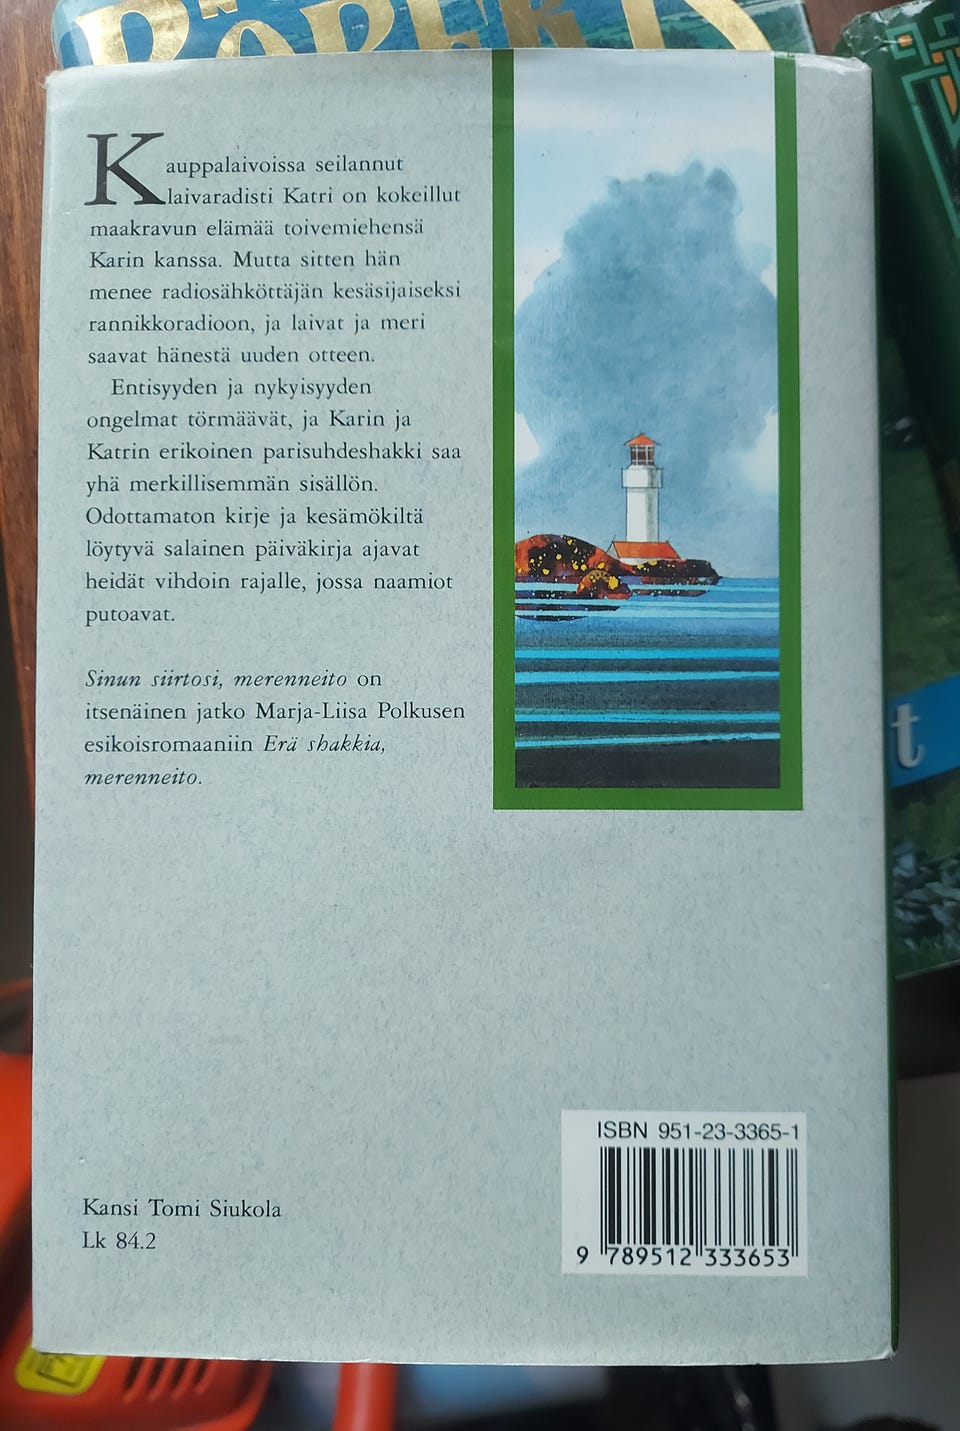 ROBERT
Kauppalaivoissa seilannut
laivaradisti Katri on kokeillut
maakravun elämää toivemiehensä
Karin kanssa. Mutta sitten hän
menee radiosähköttäjän kesäsijaiseksi
rannikkoradioon, ja laivat ja meri
saavat hänestä uuden otteen.
Entisyyden ja nykyisyyden
ongelmat törmäävät, ja Karin ja
Katrin erikoinen parisuhdeshakki saa
yhä merkillisemmän sisällön.
Odottamaton kirje ja kesämökiltä
löytyvä salainen päiväkirja ajavat
heidät vihdoin rajalle, jossa naamiot
putoavat.
Sinun siirtosi, merenneito on
itsenäinen jatko Marja-Liisa Polkusen
esikoisromaaniin Erä shakkia,
merenneito.
t
ISBN 951-23-3365-1
9 789512 333653
Kansi Tomi Siukola
Lk 84.2